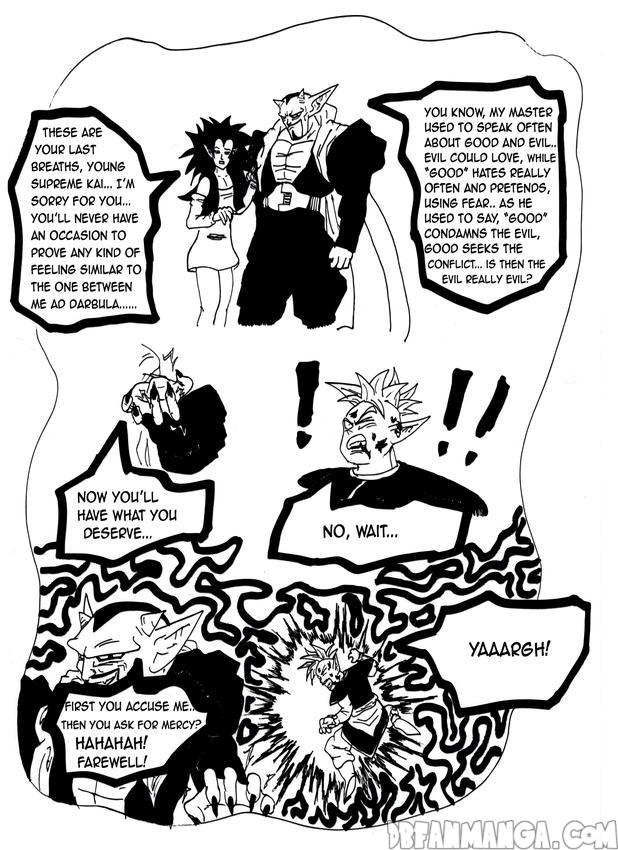 THESE ARE
YOUR LAST
BREATHS, YOUNG
SUPREME KAI... I'M
SORRY FOR YOU...
YOU'LL NEVER HAVE
AN OCCASION TO
PROVE ANY KIND OF
FEELING SIMILAR TO
THE ONE BETWEEN
ME AD DARBULA......
YOU KNOW, MY MASTER
USED TO SPEAK OFTEN
ABOUT GOOD AND EVIL..
EVIL COULD LOVE, WHILE
"GOOD" HATES REALLY
OFTEN AND PRETENDS,
USING FEAR.. AS HE
USED TO SAY, "GOOD"
CONDAMNS THE EVIL,
GOOD SEEKS THE
CONFLICT... IS THEN THE
EVIL REALLY EVIL?
! !!
NOW YOU'LL
HAVE WHAT YOU
DESERVE...
NO, WAIT...
FIRST YOU ACCUSE ME..
THEN YOU ASK FOR MERCY?
HAHAHAH!
FAREWELL!
YAAARGH!
DBFANMANGA.COM